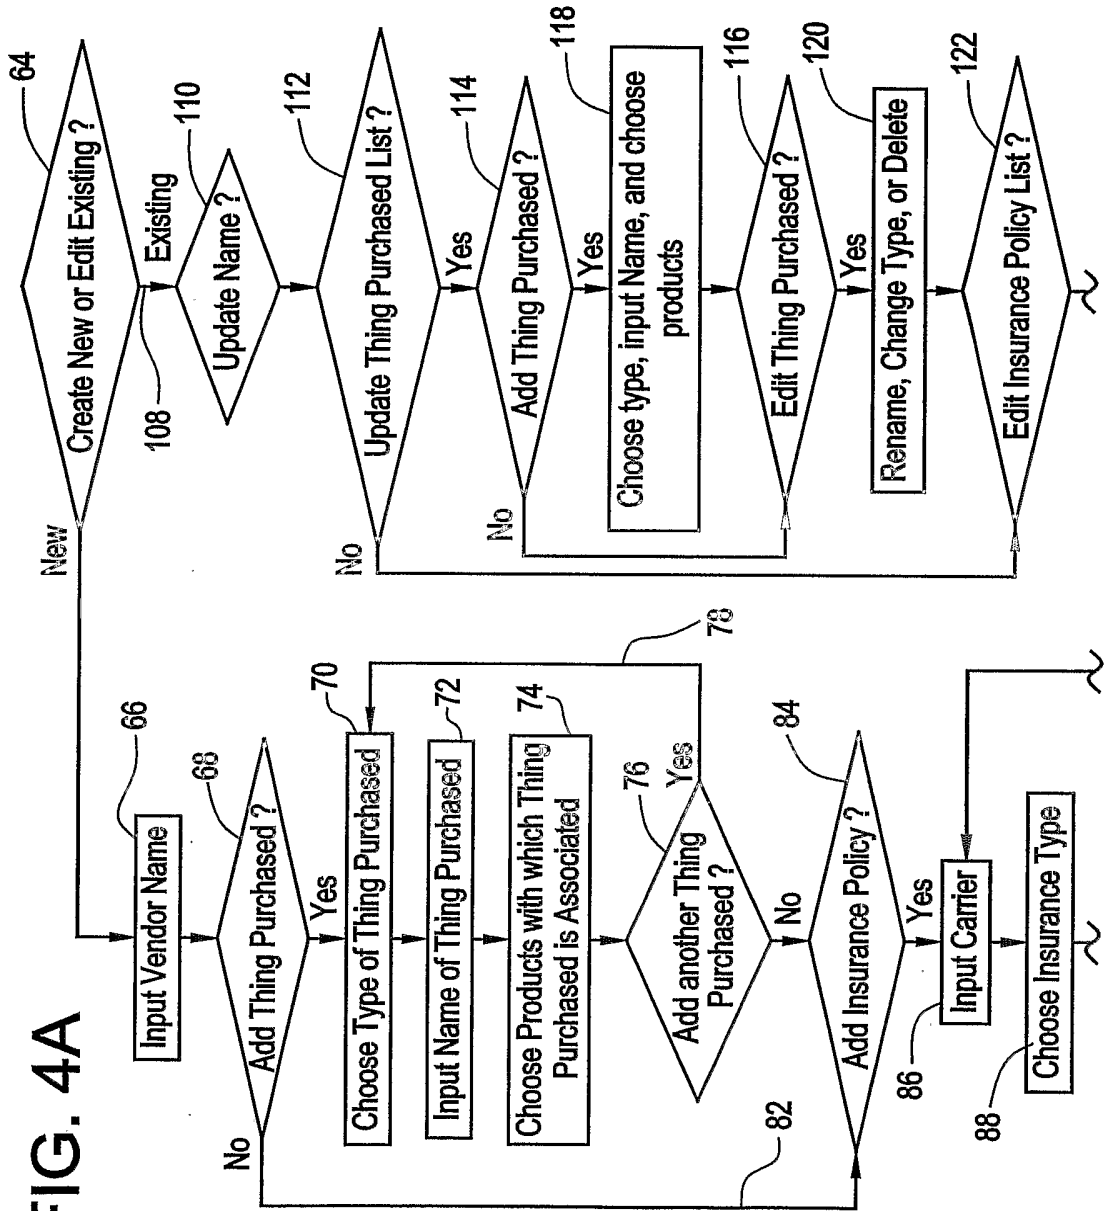 FIG. 4A
64
Create New or Edit Existing ?
New
108
Existing
110
Update Name ?
112
Update Thing Purchased List ?
No
Yes
114
Add Thing Purchased ?
No
Yes
118
Choose type, input Name, and choose
products
116
Edit Thing Purchased ?
Yes
120
Rename, Change Type, or Delete
122
Edit Insurance Policy List ?
66
Input Vendor Name
68
Add Thing Purchased ?
No
Yes
70
Choose Type of Thing Purchased
72
Input Name of Thing Purchased
74
Choose Products with which Thing
Purchased is Associated
76
78
Add another Thing
Purchased ?
Yes
No
82
84
Add Insurance Policy ?
Yes
86
Input Carrier
88
Choose Insurance Type